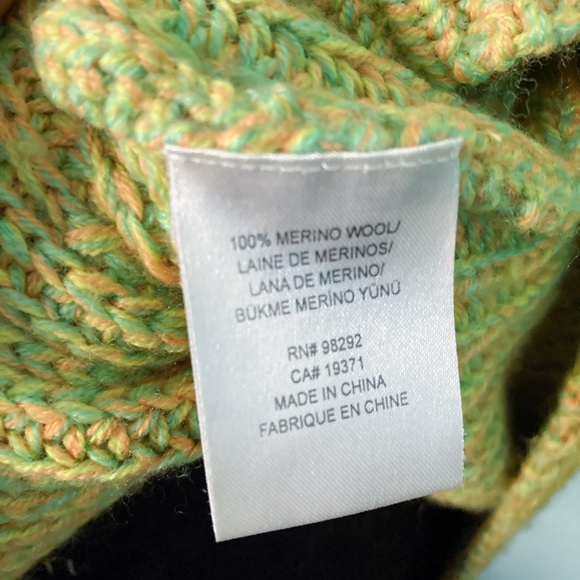 100% MERINO WOOL/
LAINE DE MERINOS/
LANA DE MERINO/
BÜKME MERİNO YÜNÜ
RN# 98292
CA# 19371
MADE IN CHINA
FABRIQUE EN CHINE